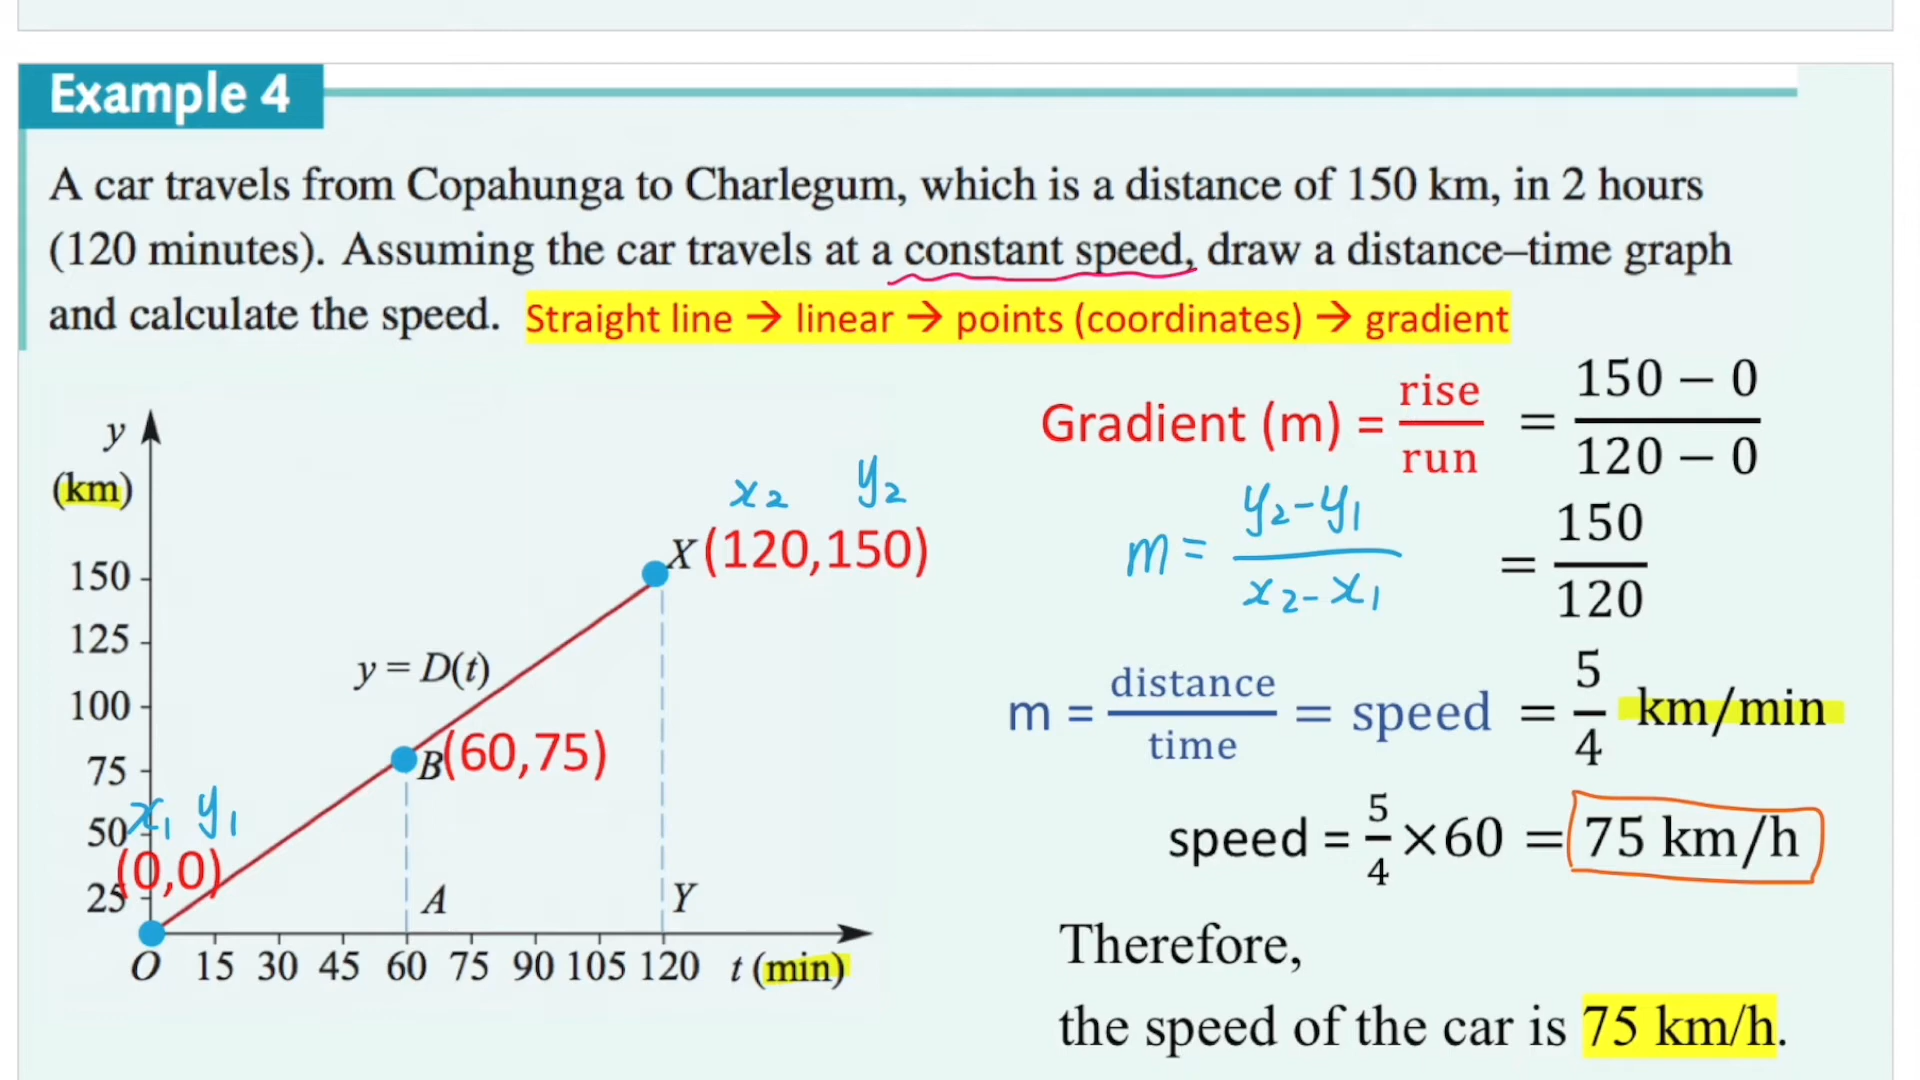 Example 4
A car travels from Copahunga to Charlegum, which is a distance of 150 km, in 2 hours
(120 minutes). Assuming the car travels at a constant speed, draw a distance–time graph
and calculate the speed. Straight line → linear → points (coordinates) → gradient
Gradient (m) = rise/run = (150 − 0)/(120 − 0)
m = (y₂−y₁)/(x₂−x₁)
= 150/120
m = distance/time = speed = 5/4 km/min
speed = 5/4 ×60 = 75 km/h
Therefore,
the speed of the car is 75 km/h.
y
(km)
x₂ y₂
X (120,150)
150
125
y = D(t)
100
B (60,75)
75
x₁ y₁
50
(0,0)
25
A
Y
O 15 30 45 60 75 90 105 120 t (min)